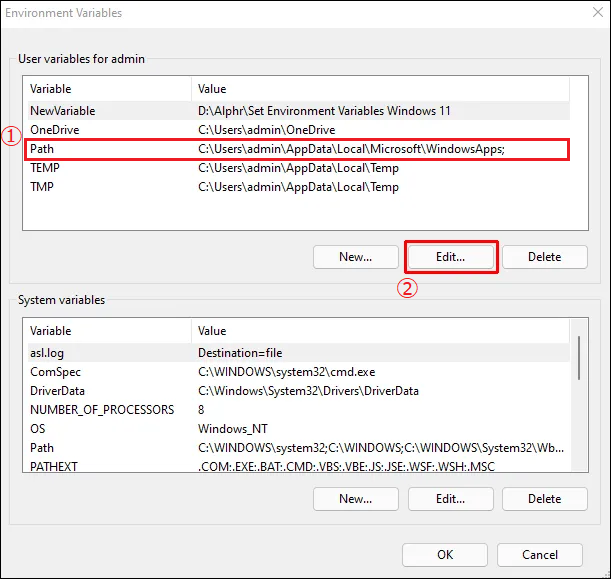 Environment Variables
User variables for admin
Variable Value
NewVariable D:\Alphr\Set Environment Variables Windows 11
① OneDrive C:\Users\admin\OneDrive
Path C:\Users\admin\AppData\Local\Microsoft\WindowsApps;
TEMP C:\Users\admin\AppData\Local\Temp
TMP C:\Users\admin\AppData\Local\Temp
New... Edit... Delete
②
System variables
Variable Value
asl.log Destination=file
ComSpec C:\WINDOWS\system32\cmd.exe
DriverData C:\Windows\System32\Drivers\DriverData
NUMBER_OF_PROCESSORS 8
OS Windows_NT
Path C:\WINDOWS\system32;C:\WINDOWS;C:\WINDOWS\System32\Wb...
PATHEXT .COM;.EXE;.BAT;.CMD;.VBS;.VBE;.JS;.JSE;.WSF;.WSH;.MSC
New... Edit... Delete
OK Cancel